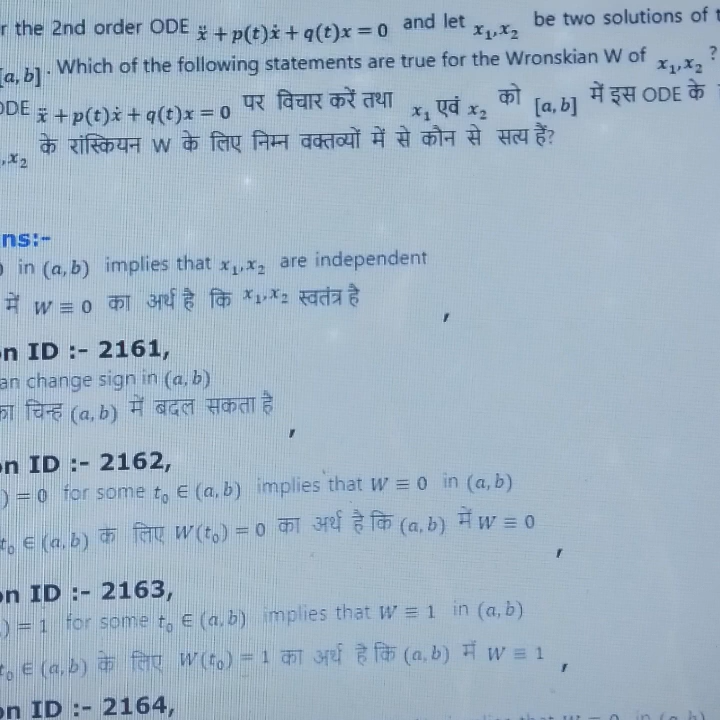 r the 2nd order ODE ẍ + p(t)ẋ + q(t)x = 0 and let x₁,x₂ be two solutions of t
[a, b]. Which of the following statements are true for the Wronskian W of x₁,x₂ ?
ODE ẍ + p(t)ẋ + q(t)x = 0 पर विचार करें तथा x₁ एवं x₂ को [a, b] में इस ODE के
,x₂ के रांस्कियन W के लिए निम्न वक्तव्यों में से कौन से सत्य हैं?
ns:-
in (a, b) implies that x₁,x₂ are independent
में W ≡ 0 का अर्थ है कि x₁,x₂ स्वतंत्र है ,
n ID :- 2161,
an change sign in (a, b)
का चिन्ह (a, b) में बदल सकता है ,
on ID :- 2162,
) = 0 for some t₀ ∈ (a, b) implies that W ≡ 0 in (a, b)
t₀ ∈ (a, b) के लिए W(t₀) = 0 का अर्थ है कि (a, b) में W ≡ 0 ,
on ID :- 2163,
) = 1 for some t₀ ∈ (a, b) implies that W ≡ 1 in (a, b)
t₀ ∈ (a, b) के लिए W(t₀) = 1 का अर्थ है कि (a, b) में W ≡ 1 ,
on ID :- 2164,